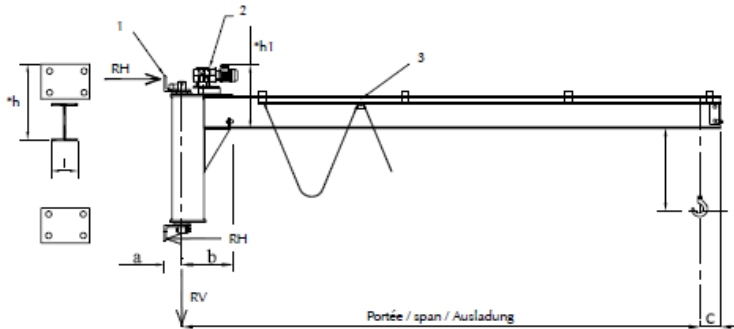 1
2
*h1
3
RH
*h
I
RH
a
b
RV
Portée / span / Ausladung
C